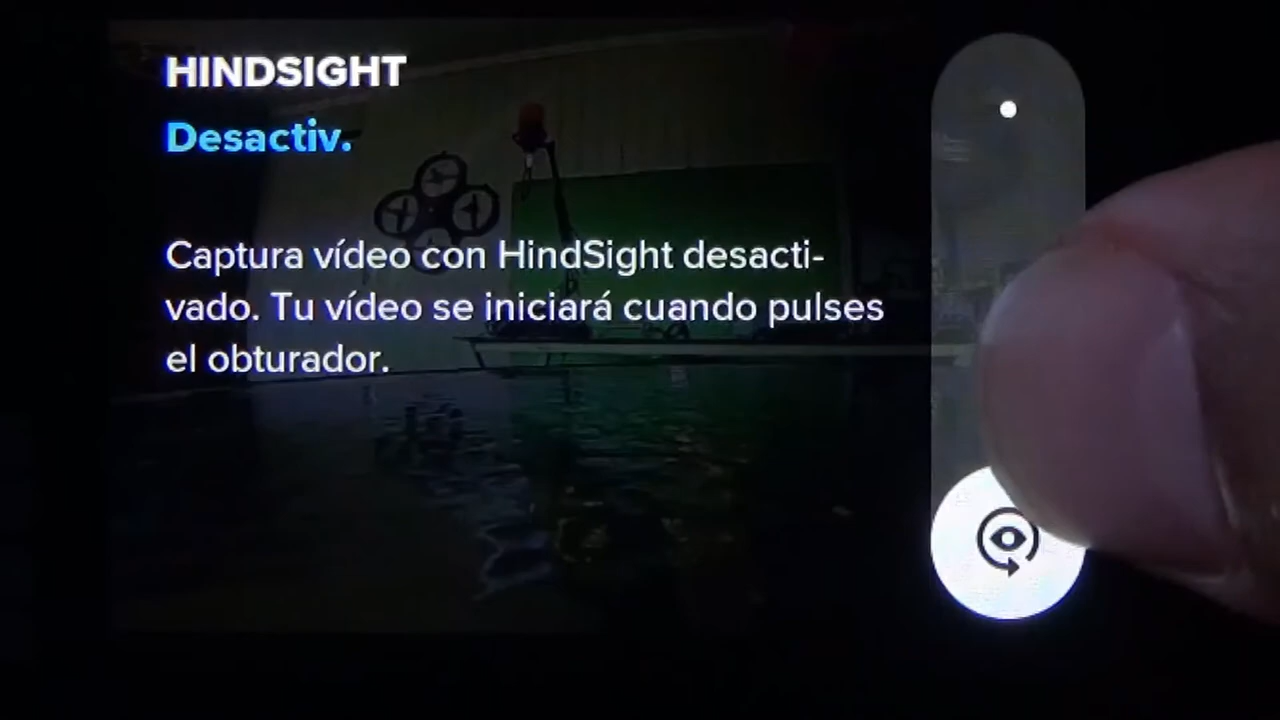 HINDSIGHT
Desactiv.
Captura vídeo con HindSight desacti-
vado. Tu vídeo se iniciará cuando pulses
el obturador.